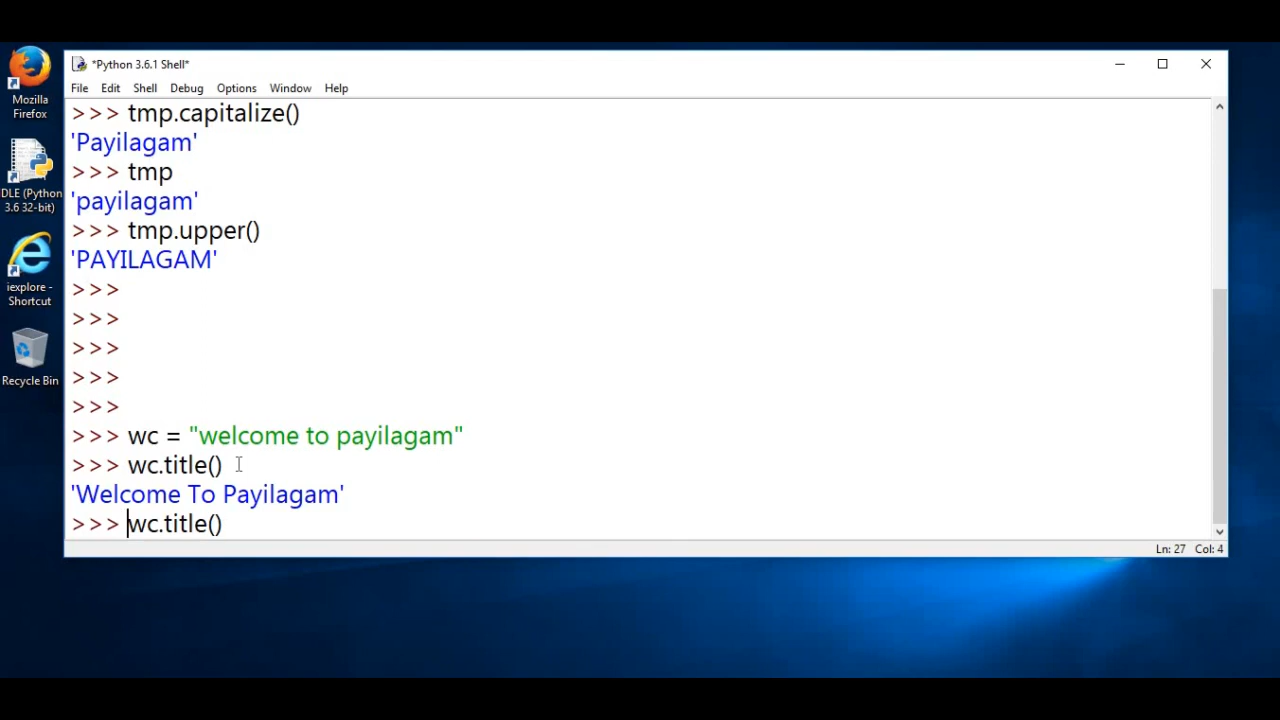 *Python 3.6.1 Shell*
File Edit Shell Debug Options Window Help
>>> tmp.capitalize()
'Payilagam'
>>> tmp
'payilagam'
>>> tmp.upper()
'PAYILAGAM'
>>>
>>>
>>>
>>>
>>>
>>> wc = "welcome to payilagam"
>>> wc.title()
'Welcome To Payilagam'
>>> wc.title()
Ln: 27 Col: 4
Mozilla
Firefox
DLE (Python
3.6 32-bit)
iexplore -
Shortcut
Recycle Bin